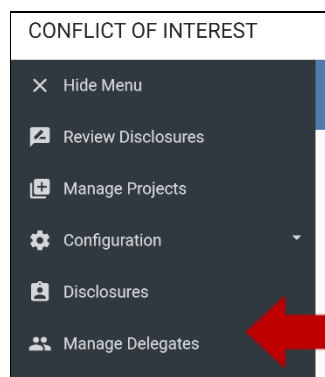 CONFLICT OF INTEREST
Hide Menu
Review Disclosures
Manage Projects
Configuration
Disclosures
Manage Delegates